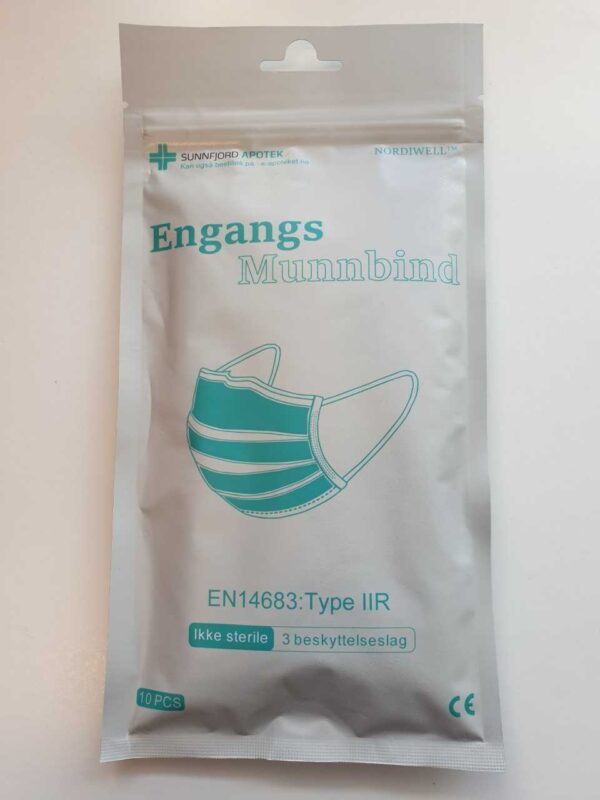 SUNNFJORD APOTEK
Kan også bestilles på e-apoteket.no
NORDIWELL™
Engangs
Munnbind
EN14683:Type IIR
Ikke sterile 3 beskyttelseslag
10 PCS
CE